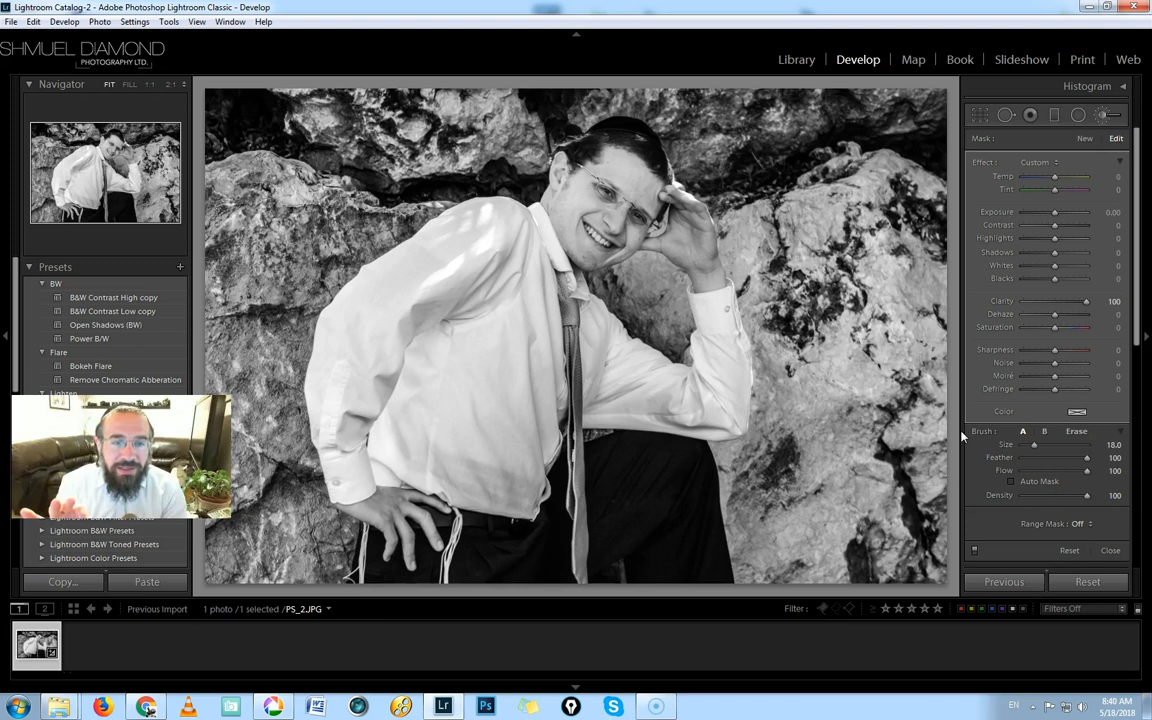 Lightroom Catalog-2 - Adobe Photoshop Lightroom Classic - Develop
File Edit Develop Photo Settings Tools View Window Help
SHMUEL DIAMOND
PHOTOGRAPHY LTD.
Library Develop Map Book Slideshow Print Web
Navigator FIT FILL 1:1 2:1
Histogram
Mask : New Edit
Effect : Custom
Temp 0
Tint 0
Exposure 0.00
Contrast 0
Highlights 0
Shadows 0
Whites 0
Blacks 0
Clarity 100
Dehaze 0
Saturation 0
Sharpness 0
Noise 0
Moiré 0
Defringe 0
Color
Brush : A B Erase
Size 18.0
Feather 100
Flow 100
Auto Mask
Density 100
Range Mask : Off
Reset Close
Previous Reset
Presets +
BW
B&W Contrast High copy
B&W Contrast Low copy
Open Shadows (BW)
Power B/W
Flare
Bokeh Flare
Remove Chromatic Abberation
Lighten
Lightroom B&W Presets
Lightroom B&W Toned Presets
Lightroom Color Presets
Copy... Paste
1 2 Previous Import 1 photo /1 selected /PS_2.JPG Filter : Filters Off
EN 8:40 AM
5/18/2018